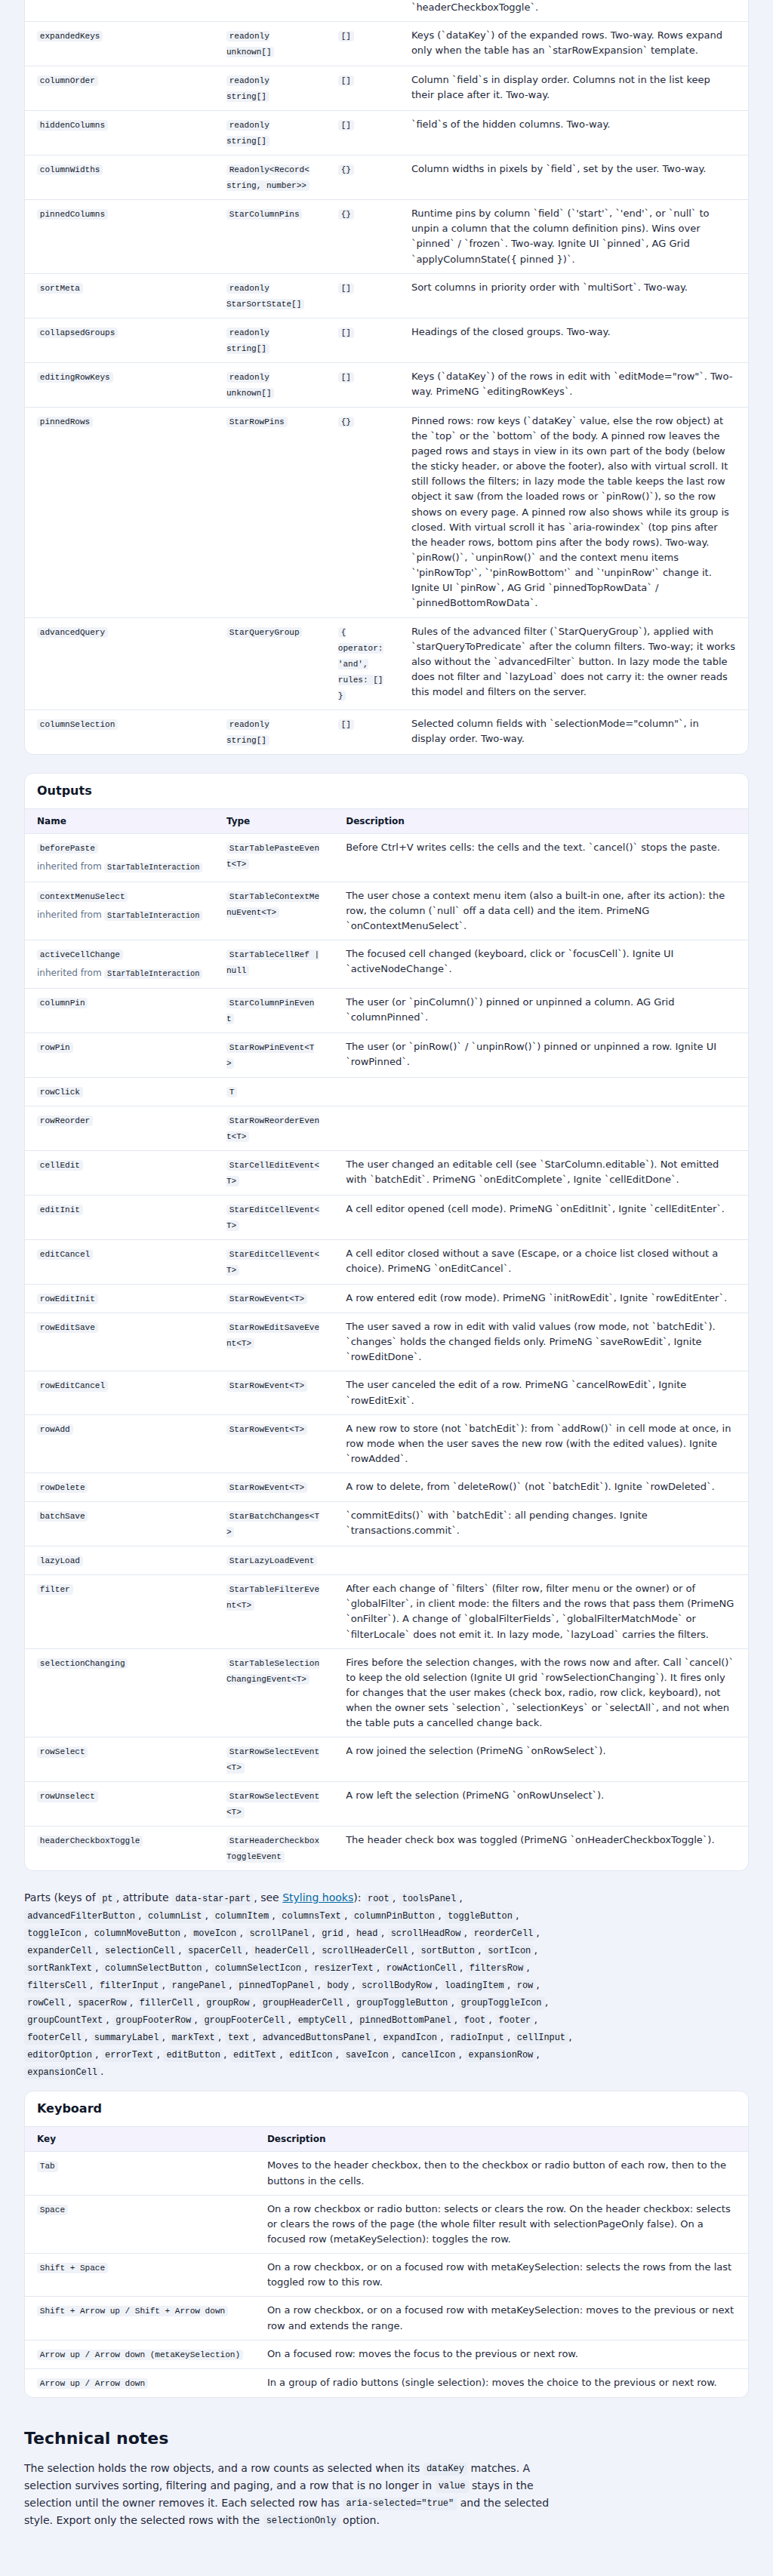 `headerCheckboxToggle`.
expandedKeys readonly [] Keys (`dataKey`) of the expanded rows. Two-way. Rows expand
unknown[] only when the table has an `starRowExpansion` template.
columnOrder readonly [] Column `field`s in display order. Columns not in the list keep
string[] their place after it. Two-way.
hiddenColumns readonly [] `field`s of the hidden columns. Two-way.
string[]
columnWidths Readonly<Record< {} Column widths in pixels by `field`, set by the user. Two-way.
string, number>>
pinnedColumns StarColumnPins {} Runtime pins by column `field` (`'start'`, `'end'`, or `null` to
unpin a column that the column definition pins). Wins over
`pinned` / `frozen`. Two-way. Ignite UI `pinned`, AG Grid
`applyColumnState({ pinned })`.
sortMeta readonly [] Sort columns in priority order with `multiSort`. Two-way.
StarSortState[]
collapsedGroups readonly [] Headings of the closed groups. Two-way.
string[]
editingRowKeys readonly [] Keys (`dataKey`) of the rows in edit with `editMode="row"`. Two-
unknown[] way. PrimeNG `editingRowKeys`.
pinnedRows StarRowPins {} Pinned rows: row keys (`dataKey` value, else the row object) at
the `top` or the `bottom` of the body. A pinned row leaves the
paged rows and stays in view in its own part of the body (below
the sticky header, or above the footer), also with virtual scroll. It
still follows the filters; in lazy mode the table keeps the last row
object it saw (from the loaded rows or `pinRow()`), so the row
shows on every page. A pinned row also shows while its group is
closed. With virtual scroll it has `aria-rowindex` (top pins after
the header rows, bottom pins after the body rows). Two-way.
`pinRow()`, `unpinRow()` and the context menu items
`'pinRowTop'`, `'pinRowBottom'` and `'unpinRow'` change it.
Ignite UI `pinRow`, AG Grid `pinnedTopRowData` /
`pinnedBottomRowData`.
advancedQuery StarQueryGroup { Rules of the advanced filter (`StarQueryGroup`), applied with
operator: `starQueryToPredicate` after the column filters. Two-way; it works
'and', also without the `advancedFilter` button. In lazy mode the table
rules: [] does not filter and `lazyLoad` does not carry it: the owner reads
} this model and filters on the server.
columnSelection readonly [] Selected column fields with `selectionMode="column"`, in
string[] display order. Two-way.
Outputs
Name Type Description
beforePaste StarTablePasteEven Before Ctrl+V writes cells: the cells and the text. `cancel()` stops the paste.
inherited from StarTableInteraction t<T>
contextMenuSelect StarTableContextMe The user chose a context menu item (also a built-in one, after its action): the
inherited from StarTableInteraction nuEvent<T> row, the column (`null` off a data cell) and the item. PrimeNG
`onContextMenuSelect`.
activeCellChange StarTableCellRef | The focused cell changed (keyboard, click or `focusCell`). Ignite UI
inherited from StarTableInteraction null `activeNodeChange`.
columnPin StarColumnPinEven The user (or `pinColumn()`) pinned or unpinned a column. AG Grid
t `columnPinned`.
rowPin StarRowPinEvent<T The user (or `pinRow()` / `unpinRow()`) pinned or unpinned a row. Ignite UI
> `rowPinned`.
rowClick T
rowReorder StarRowReorderEven
t<T>
cellEdit StarCellEditEvent< The user changed an editable cell (see `StarColumn.editable`). Not emitted
T> with `batchEdit`. PrimeNG `onEditComplete`, Ignite `cellEditDone`.
editInit StarEditCellEvent< A cell editor opened (cell mode). PrimeNG `onEditInit`, Ignite `cellEditEnter`.
T>
editCancel StarEditCellEvent< A cell editor closed without a save (Escape, or a choice list closed without a
T> choice). PrimeNG `onEditCancel`.
rowEditInit StarRowEvent<T> A row entered edit (row mode). PrimeNG `initRowEdit`, Ignite `rowEditEnter`.
rowEditSave StarRowEditSaveEve The user saved a row in edit with valid values (row mode, not `batchEdit`).
nt<T> `changes` holds the changed fields only. PrimeNG `saveRowEdit`, Ignite
`rowEditDone`.
rowEditCancel StarRowEvent<T> The user canceled the edit of a row. PrimeNG `cancelRowEdit`, Ignite
`rowEditExit`.
rowAdd StarRowEvent<T> A new row to store (not `batchEdit`): from `addRow()` in cell mode at once, in
row mode when the user saves the new row (with the edited values). Ignite
`rowAdded`.
rowDelete StarRowEvent<T> A row to delete, from `deleteRow()` (not `batchEdit`). Ignite `rowDeleted`.
batchSave StarBatchChanges<T `commitEdits()` with `batchEdit`: all pending changes. Ignite
> `transactions.commit`.
lazyLoad StarLazyLoadEvent
filter StarTableFilterEve After each change of `filters` (filter row, filter menu or the owner) or of
nt<T> `globalFilter`, in client mode: the filters and the rows that pass them (PrimeNG
`onFilter`). A change of `globalFilterFields`, `globalFilterMatchMode` or
`filterLocale` does not emit it. In lazy mode, `lazyLoad` carries the filters.
selectionChanging StarTableSelection Fires before the selection changes, with the rows now and after. Call `cancel()`
ChangingEvent<T> to keep the old selection (Ignite UI grid `rowSelectionChanging`). It fires only
for changes that the user makes (check box, radio, row click, keyboard), not
when the owner sets `selection`, `selectionKeys` or `selectAll`, and not when
the table puts a cancelled change back.
rowSelect StarRowSelectEvent A row joined the selection (PrimeNG `onRowSelect`).
<T>
rowUnselect StarRowSelectEvent A row left the selection (PrimeNG `onRowUnselect`).
<T>
headerCheckboxToggle StarHeaderCheckbox The header check box was toggled (PrimeNG `onHeaderCheckboxToggle`).
ToggleEvent
Parts (keys of pt , attribute data-star-part , see Styling hooks): root , toolsPanel ,
advancedFilterButton , columnList , columnItem , columnsText , columnPinButton , toggleButton ,
toggleIcon , columnMoveButton , moveIcon , scrollPanel , grid , head , scrollHeadRow , reorderCell ,
expanderCell , selectionCell , spacerCell , headerCell , scrollHeaderCell , sortButton , sortIcon ,
sortRankText , columnSelectButton , columnSelectIcon , resizerText , rowActionCell , filtersRow ,
filtersCell , filterInput , rangePanel , pinnedTopPanel , body , scrollBodyRow , loadingItem , row ,
rowCell , spacerRow , fillerCell , groupRow , groupHeaderCell , groupToggleButton , groupToggleIcon ,
groupCountText , groupFooterRow , groupFooterCell , emptyCell , pinnedBottomPanel , foot , footer ,
footerCell , summaryLabel , markText , text , advancedButtonsPanel , expandIcon , radioInput , cellInput ,
editorOption , errorText , editButton , editText , editIcon , saveIcon , cancelIcon , expansionRow ,
expansionCell .
Keyboard
Key Description
Tab Moves to the header checkbox, then to the checkbox or radio button of each row, then to the
buttons in the cells.
Space On a row checkbox or radio button: selects or clears the row. On the header checkbox: selects
or clears the rows of the page (the whole filter result with selectionPageOnly false). On a
focused row (metaKeySelection): toggles the row.
Shift + Space On a row checkbox, or on a focused row with metaKeySelection: selects the rows from the last
toggled row to this row.
Shift + Arrow up / Shift + Arrow down On a row checkbox, or on a focused row with metaKeySelection: moves to the previous or next
row and extends the range.
Arrow up / Arrow down (metaKeySelection) On a focused row: moves the focus to the previous or next row.
Arrow up / Arrow down In a group of radio buttons (single selection): moves the choice to the previous or next row.
Technical notes
The selection holds the row objects, and a row counts as selected when its dataKey matches. A
selection survives sorting, filtering and paging, and a row that is no longer in value stays in the
selection until the owner removes it. Each selected row has aria-selected="true" and the selected
style. Export only the selected rows with the selectionOnly option.